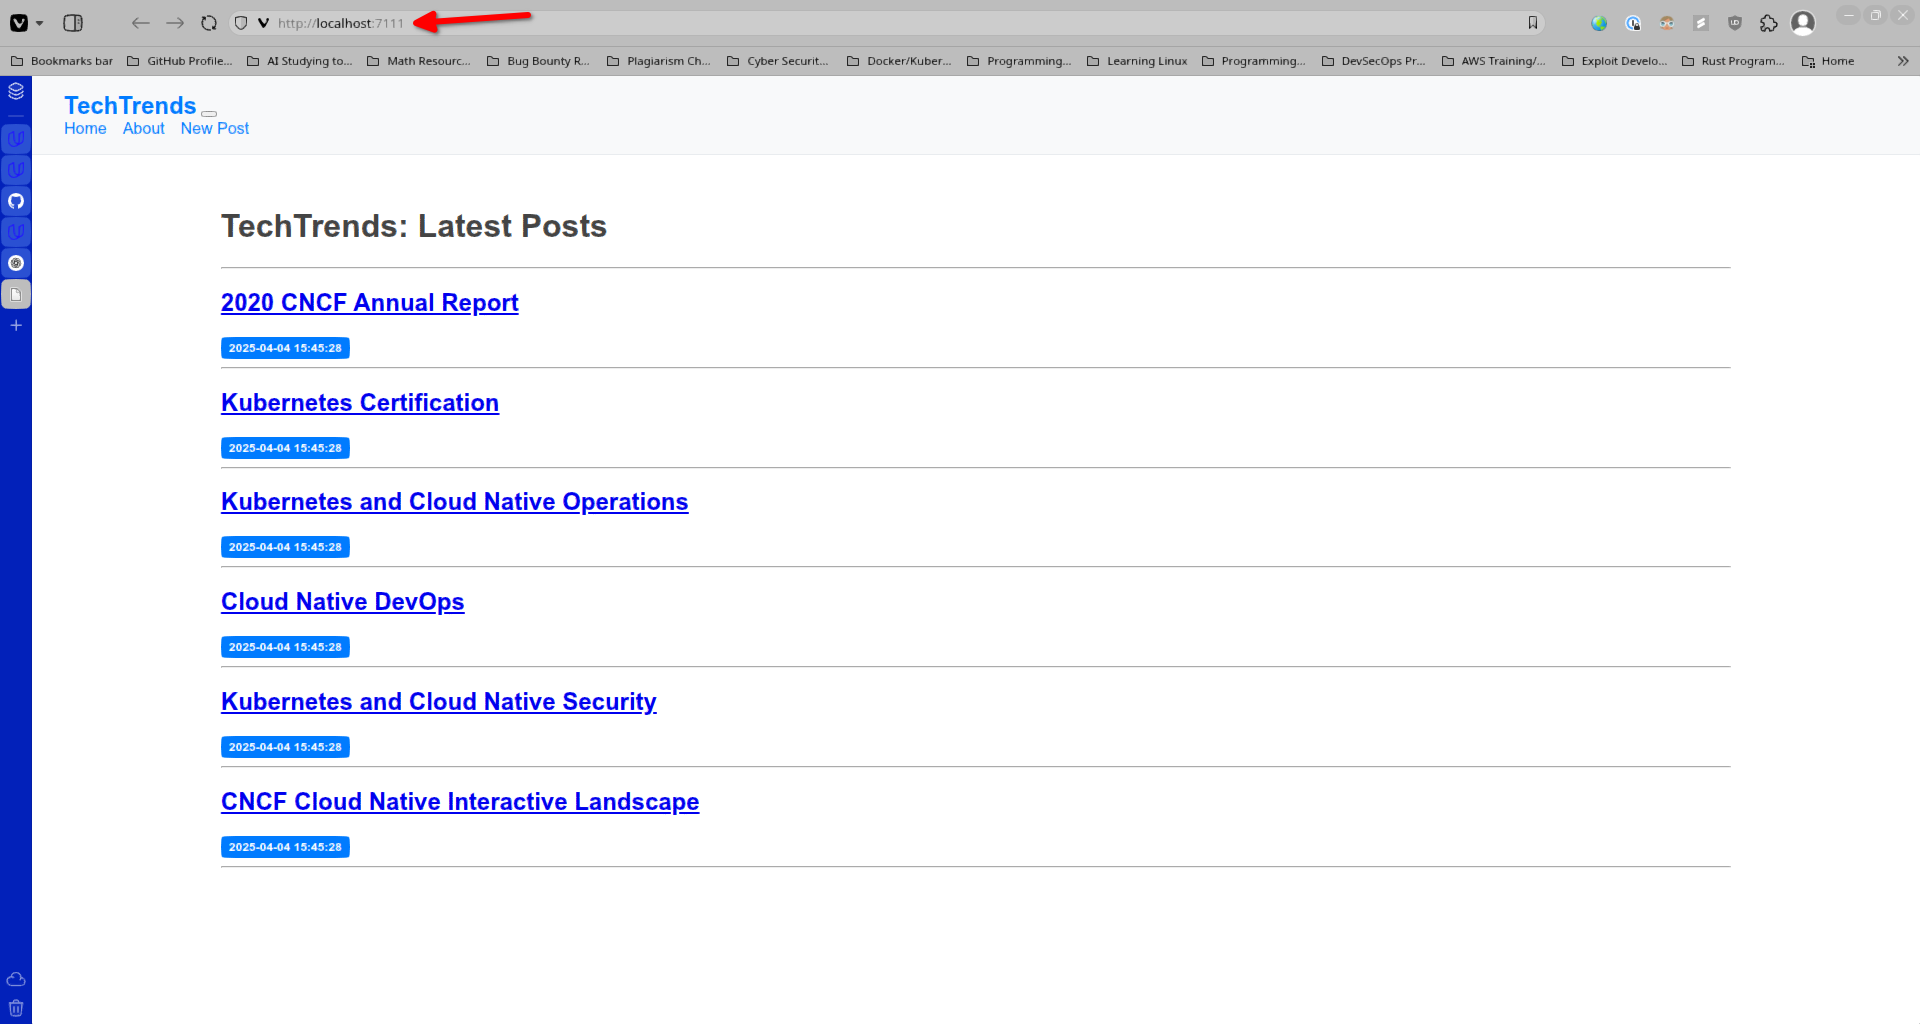 http://localhost:7111
Bookmarks bar GitHub Profile... AI Studying to... Math Resourc... Bug Bounty R... Plagiarism Ch... Cyber Securit... Docker/Kuber... Programming... Learning Linux Programming... DevSecOps Pr... AWS Training/... Exploit Develo... Rust Program... Home
TechTrends
Home About New Post
TechTrends: Latest Posts
2020 CNCF Annual Report
2025-04-04 15:45:28
Kubernetes Certification
2025-04-04 15:45:28
Kubernetes and Cloud Native Operations
2025-04-04 15:45:28
Cloud Native DevOps
2025-04-04 15:45:28
Kubernetes and Cloud Native Security
2025-04-04 15:45:28
CNCF Cloud Native Interactive Landscape
2025-04-04 15:45:28